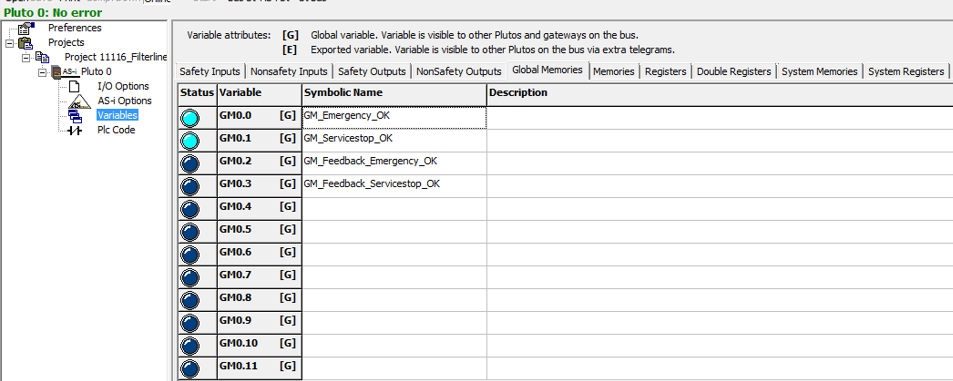 Pluto 0: No error
Preferences
Projects
Project 11116_Filterline
AS-i Pluto 0
I/O Options
AS-i Options
Variables
Plc Code
Variable attributes: [G] Global variable. Variable is visible to other Plutos and gateways on the bus.
[E] Exported variable. Variable is visible to other Plutos on the bus via extra telegrams.
Safety Inputs Nonsafety Inputs Safety Outputs NonSafety Outputs Global Memories Memories Registers Double Registers System Memories System Registers
Status Variable Symbolic Name Description
GM0.0 [G] GM_Emergency_OK
GM0.1 [G] GM_Servicestop_OK
GM0.2 [G] GM_Feedback_Emergency_OK
GM0.3 [G] GM_Feedback_Servicestop_OK
GM0.4 [G]
GM0.5 [G]
GM0.6 [G]
GM0.7 [G]
GM0.8 [G]
GM0.9 [G]
GM0.10 [G]
GM0.11 [G]